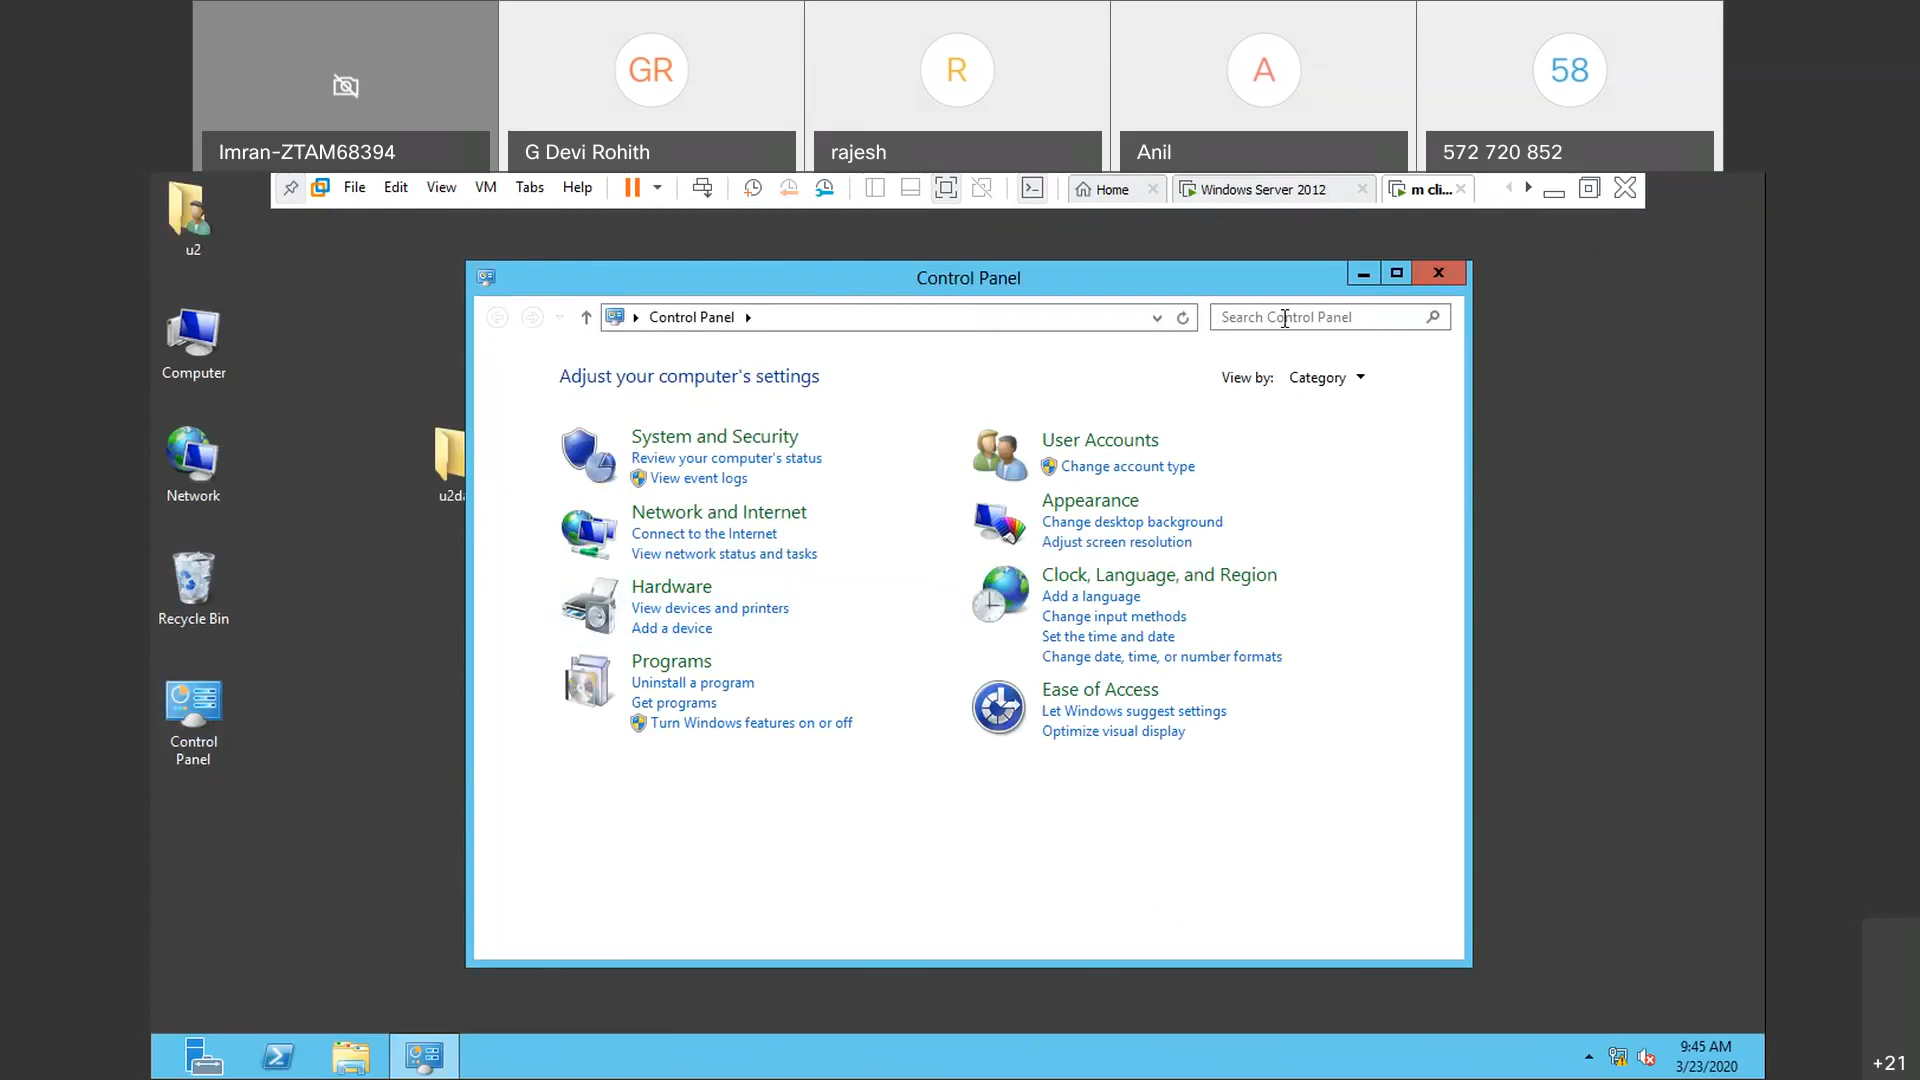 GR
R
A
58
Imran-ZTAM68394
G Devi Rohith
rajesh
Anil
572 720 852
File Edit View VM Tabs Help
Home
Windows Server 2012
m cli...
u2
Computer
Network
Recycle Bin
Control
Panel
u2da
Control Panel
Control Panel
Search Control Panel
Adjust your computer's settings
View by: Category
System and Security
Review your computer's status
View event logs
Network and Internet
Connect to the Internet
View network status and tasks
Hardware
View devices and printers
Add a device
Programs
Uninstall a program
Get programs
Turn Windows features on or off
User Accounts
Change account type
Appearance
Change desktop background
Adjust screen resolution
Clock, Language, and Region
Add a language
Change input methods
Set the time and date
Change date, time, or number formats
Ease of Access
Let Windows suggest settings
Optimize visual display
9:45 AM
3/23/2020
+21